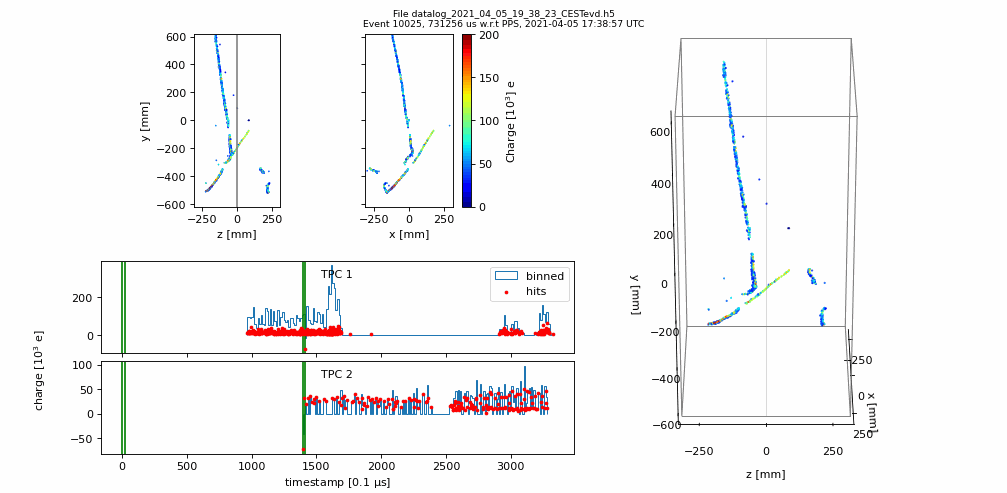 File datalog_2021_04_05_19_38_23_CESTevd.h5
Event 10025, 731256 us w.r.t PPS, 2021-04-05 17:38:57 UTC
600
400
200
0
−200
−400
−600
y [mm]
−250 0 250
z [mm]
−250 0 250
x [mm]
200
150
100
50
0
Charge [10³] e
600
400
200
0
−200
−400
−600
y [mm]
−250
0
250
x [mm]
−250 0 250
z [mm]
TPC 1
binned
hits
200
0
charge [10³ e]
TPC 2
100
50
0
−50
0 500 1000 1500 2000 2500 3000
timestamp [0.1 μs]